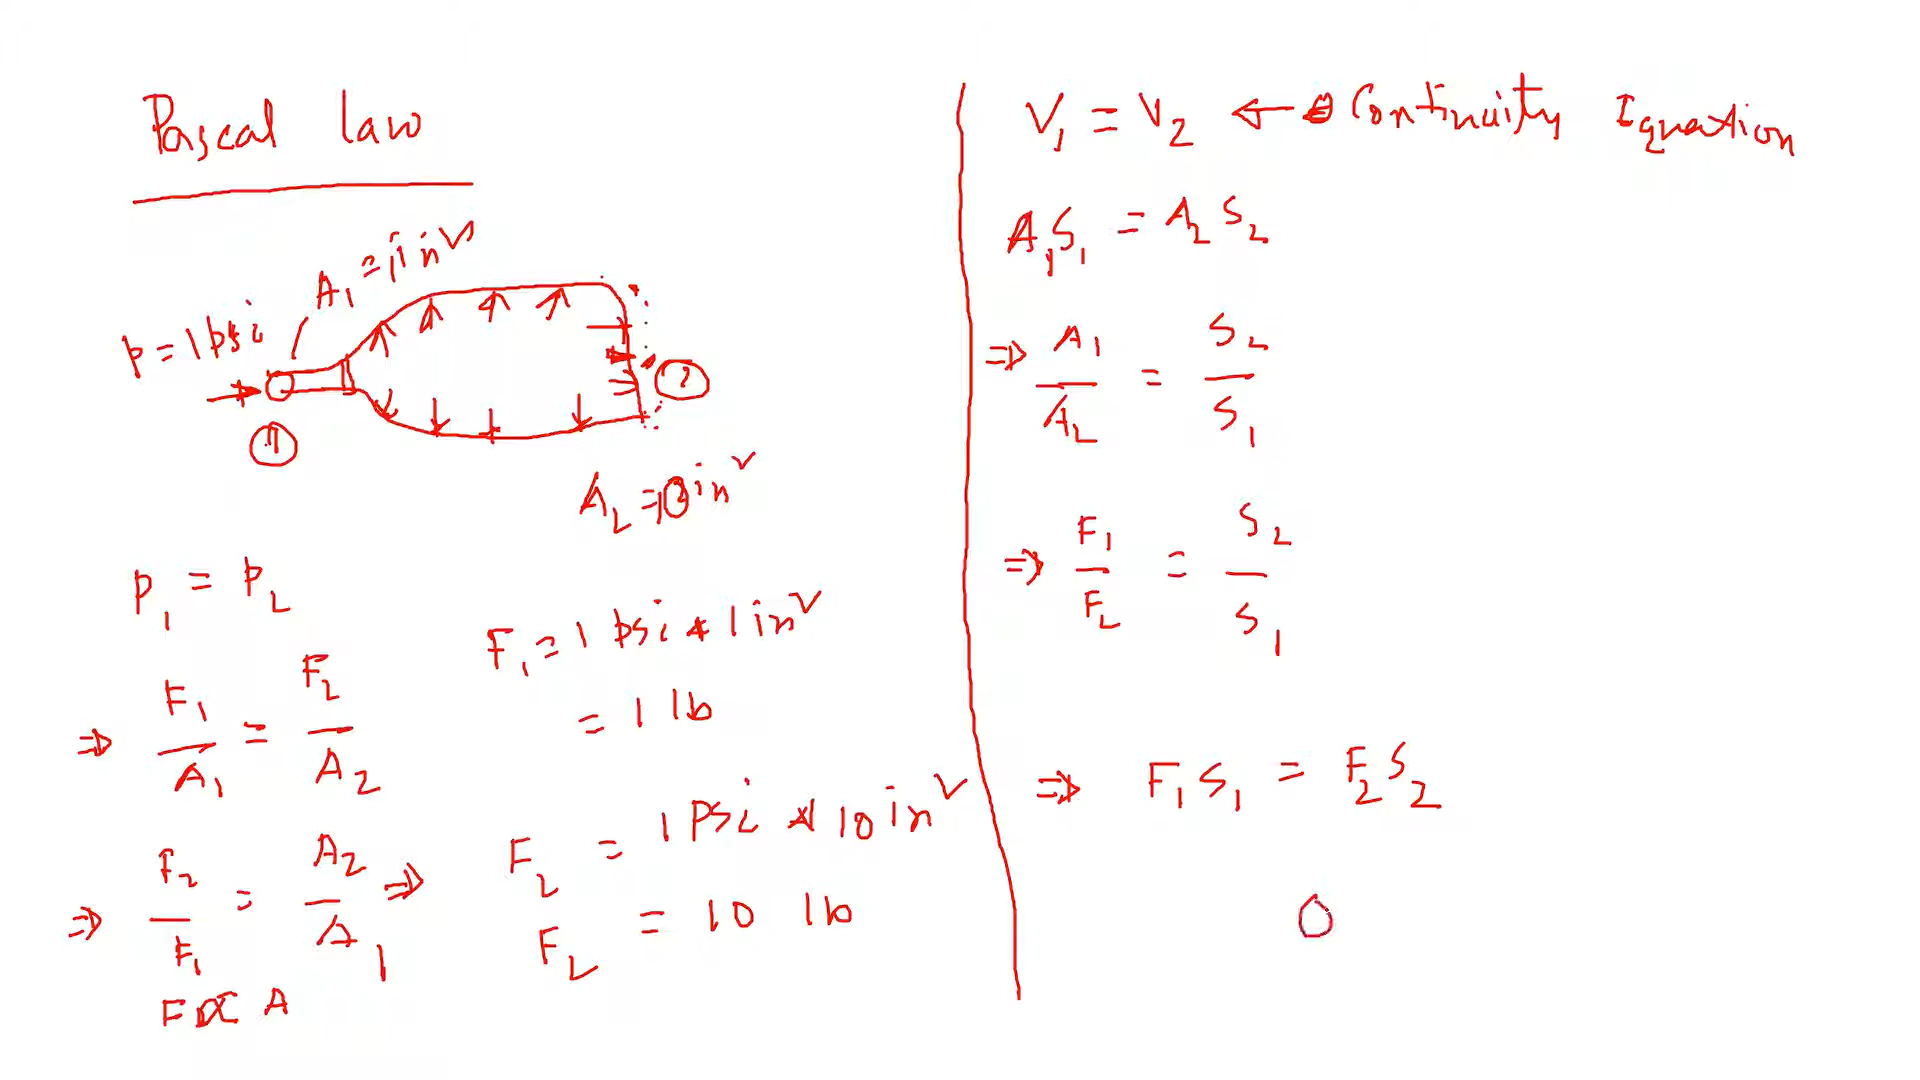 Pascal law
A₁ = 1 in²
p = 1 psi
1
2
A₂ = 10 in²
p₁ = p₂
⇒ F₁/A₁ = F₂/A₂
⇒ F₂/F₁ = A₂/A₁ ⇒
F ∝ A
F₁ = 1 psi * 1 in²
= 1 lb
F₂ = 1 psi * 10 in²
F₂ = 10 lb
V₁ = V₂ ← Continuity Equation
A₁S₁ = A₂S₂
⇒ A₁/A₂ = S₂/S₁
⇒ F₁/F₂ = S₂/S₁
⇒ F₁S₁ = F₂S₂